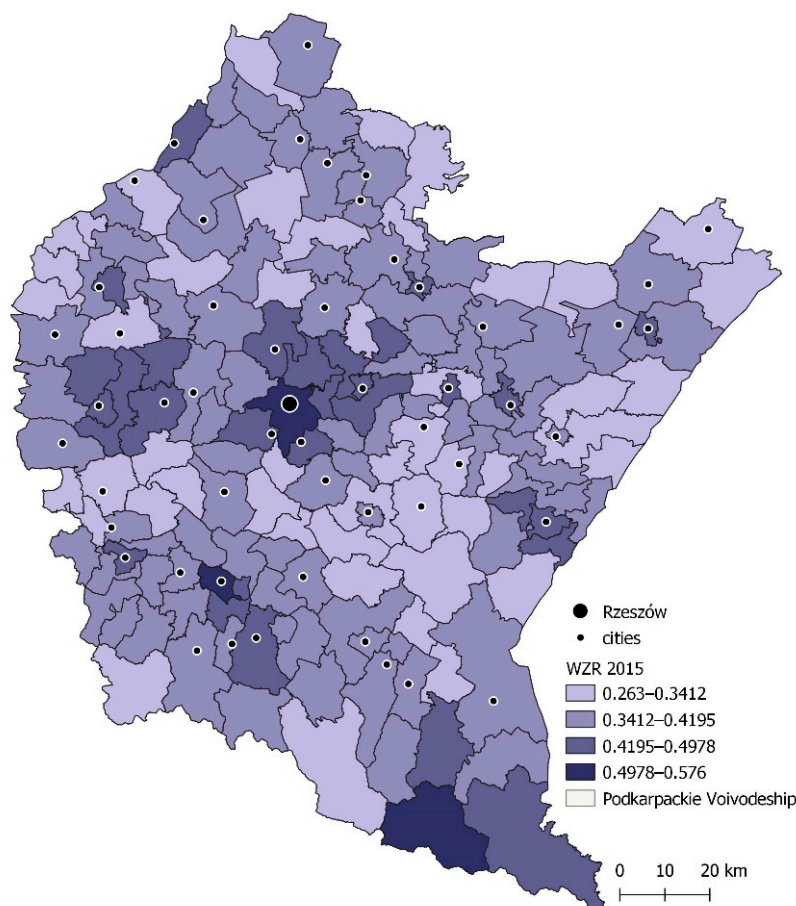 Rzeszów
cities
WZR 2015
0.263–0.3412
0.3412–0.4195
0.4195–0.4978
0.4978–0.576
Podkarpackie Voivodeship
0 10 20 km